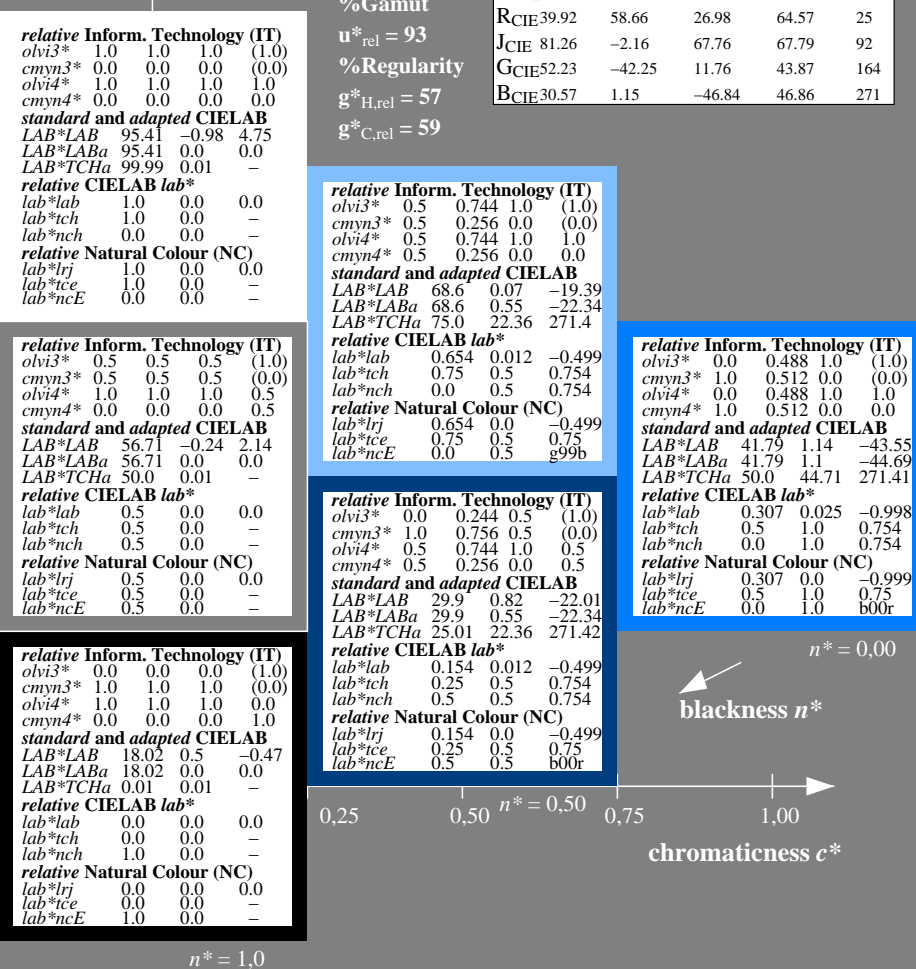 %Gamut
u*rel = 93
%Regularity
g*H,rel = 57
g*C,rel = 59
RCIE 39.92 58.66 26.98 64.57 25
JCIE 81.26 −2.16 67.76 67.79 92
GCIE 52.23 −42.25 11.76 43.87 164
BCIE 30.57 1.15 −46.84 46.86 271
relative Inform. Technology (IT)
olvi3* 1.0 1.0 1.0 (1.0)
cmyn3* 0.0 0.0 0.0 (0.0)
olvi4* 1.0 1.0 1.0 1.0
cmyn4* 0.0 0.0 0.0 0.0
standard and adapted CIELAB
LAB*LAB 95.41 −0.98 4.75
LAB*LABa 95.41 0.0 0.0
LAB*TCHa 99.99 0.01 −
relative CIELAB lab*
lab*lab 1.0 0.0 0.0
lab*tch 1.0 0.0 −
lab*nch 0.0 0.0 −
relative Natural Colour (NC)
lab*lrj 1.0 0.0 0.0
lab*tce 1.0 0.0 −
lab*ncE 0.0 0.0 −
relative Inform. Technology (IT)
olvi3* 0.5 0.744 1.0 (1.0)
cmyn3* 0.5 0.256 0.0 (0.0)
olvi4* 0.5 0.744 1.0 1.0
cmyn4* 0.5 0.256 0.0 0.0
standard and adapted CIELAB
LAB*LAB 68.6 0.07 −19.39
LAB*LABa 68.6 0.55 −22.34
LAB*TCHa 75.0 22.36 271.4
relative CIELAB lab*
lab*lab 0.654 0.012 −0.499
lab*tch 0.75 0.5 0.754
lab*nch 0.0 0.5 0.754
relative Natural Colour (NC)
lab*lrj 0.654 0.0 −0.499
lab*tce 0.75 0.5 0.75
lab*ncE 0.0 0.5 g99b
relative Inform. Technology (IT)
olvi3* 0.5 0.5 0.5 (1.0)
cmyn3* 0.5 0.5 0.5 (0.0)
olvi4* 1.0 1.0 1.0 0.5
cmyn4* 0.0 0.0 0.0 0.5
standard and adapted CIELAB
LAB*LAB 56.71 −0.24 2.14
LAB*LABa 56.71 0.0 0.0
LAB*TCHa 50.0 0.01 −
relative CIELAB lab*
lab*lab 0.5 0.0 0.0
lab*tch 0.5 0.0 −
lab*nch 0.5 0.0 −
relative Natural Colour (NC)
lab*lrj 0.5 0.0 0.0
lab*tce 0.5 0.0 −
lab*ncE 0.5 0.0 −
relative Inform. Technology (IT)
olvi3* 0.0 0.488 1.0 (1.0)
cmyn3* 1.0 0.512 0.0 (0.0)
olvi4* 0.0 0.488 1.0 1.0
cmyn4* 1.0 0.512 0.0 0.0
standard and adapted CIELAB
LAB*LAB 41.79 1.14 −43.55
LAB*LABa 41.79 1.1 −44.69
LAB*TCHa 50.0 44.71 271.41
relative CIELAB lab*
lab*lab 0.307 0.025 −0.998
lab*tch 0.5 1.0 0.754
lab*nch 0.0 1.0 0.754
relative Natural Colour (NC)
lab*lrj 0.307 0.0 −0.999
lab*tce 0.5 1.0 0.75
lab*ncE 0.0 1.0 b00r
relative Inform. Technology (IT)
olvi3* 0.0 0.244 0.5 (1.0)
cmyn3* 1.0 0.756 0.5 (0.0)
olvi4* 0.5 0.744 1.0 0.5
cmyn4* 0.5 0.256 0.0 0.5
standard and adapted CIELAB
LAB*LAB 29.9 0.82 −22.01
LAB*LABa 29.9 0.55 −22.34
LAB*TCHa 25.01 22.36 271.42
relative CIELAB lab*
lab*lab 0.154 0.012 −0.499
lab*tch 0.25 0.5 0.754
lab*nch 0.5 0.5 0.754
relative Natural Colour (NC)
lab*lrj 0.154 0.0 −0.499
lab*tce 0.25 0.5 0.75
lab*ncE 0.5 0.5 b00r
relative Inform. Technology (IT)
olvi3* 0.0 0.0 0.0 (1.0)
cmyn3* 1.0 1.0 1.0 (0.0)
olvi4* 1.0 1.0 1.0 0.0
cmyn4* 0.0 0.0 0.0 1.0
standard and adapted CIELAB
LAB*LAB 18.02 0.5 −0.47
LAB*LABa 18.02 0.0 0.0
LAB*TCHa 0.01 0.01 −
relative CIELAB lab*
lab*lab 0.0 0.0 0.0
lab*tch 0.0 0.0 −
lab*nch 1.0 0.0 −
relative Natural Colour (NC)
lab*lrj 0.0 0.0 0.0
lab*tce 0.0 0.0 −
lab*ncE 1.0 0.0 −
n* = 0,00
blackness n*
n* = 0,50
0,25 0,50 0,75 1,00
chromaticness c*
n* = 1,0